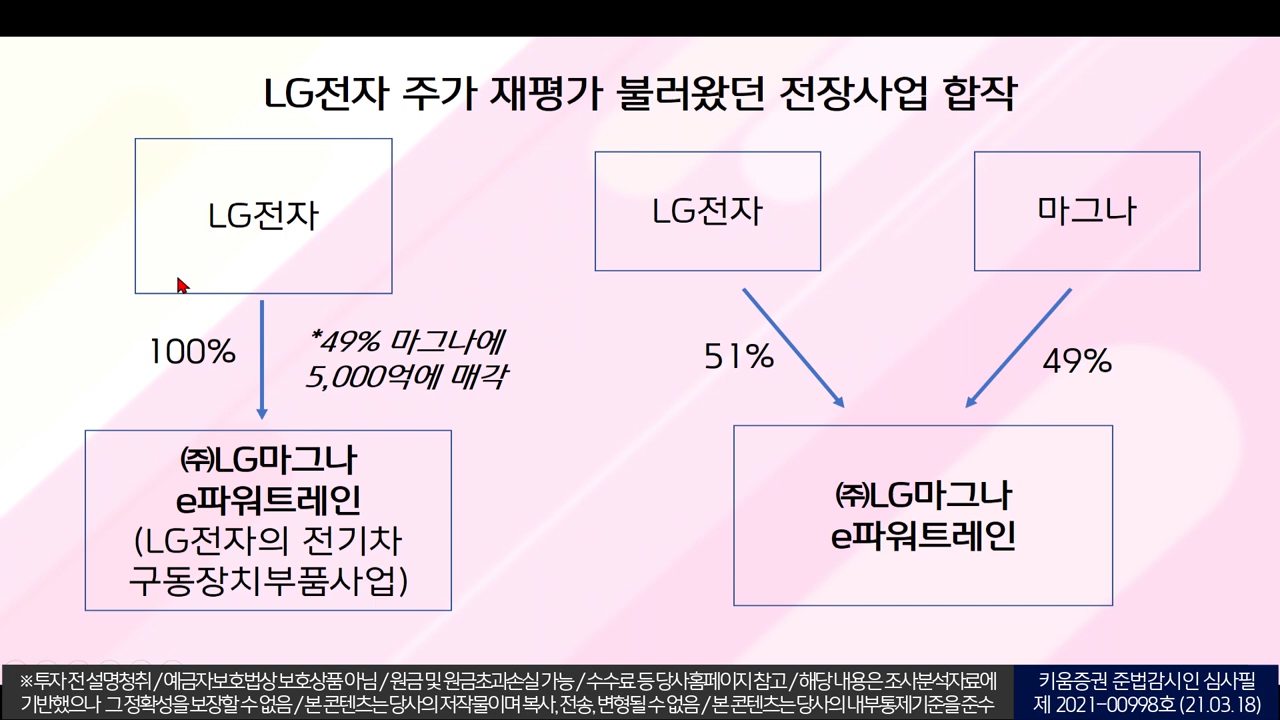 LG전자 주가 재평가 불러왔던 전장사업 합작
LG전자
100%
*49% 마그나에
5,000억에 매각
㈜LG마그나
e파워트레인
(LG전자의 전기차
구동장치부품사업)
LG전자
마그나
51%
49%
㈜LG마그나
e파워트레인
※ 투자 전 설명청취 / 예금자보호법상 보호상품 아님 / 원금 및 원금초과손실 가능 / 수수료 등 당사홈페이지 참고 / 해당 내용은 조사분석자료에
기반했으나 그 정확성을 보장할 수 없음 / 본 콘텐츠는 당사의 저작물이며 복사, 전송, 변형될 수 없음 / 본 콘텐츠는 당사의 내부통제기준을 준수
키움증권 준법감시인 심사필
제 2021-00998호 (21.03.18)